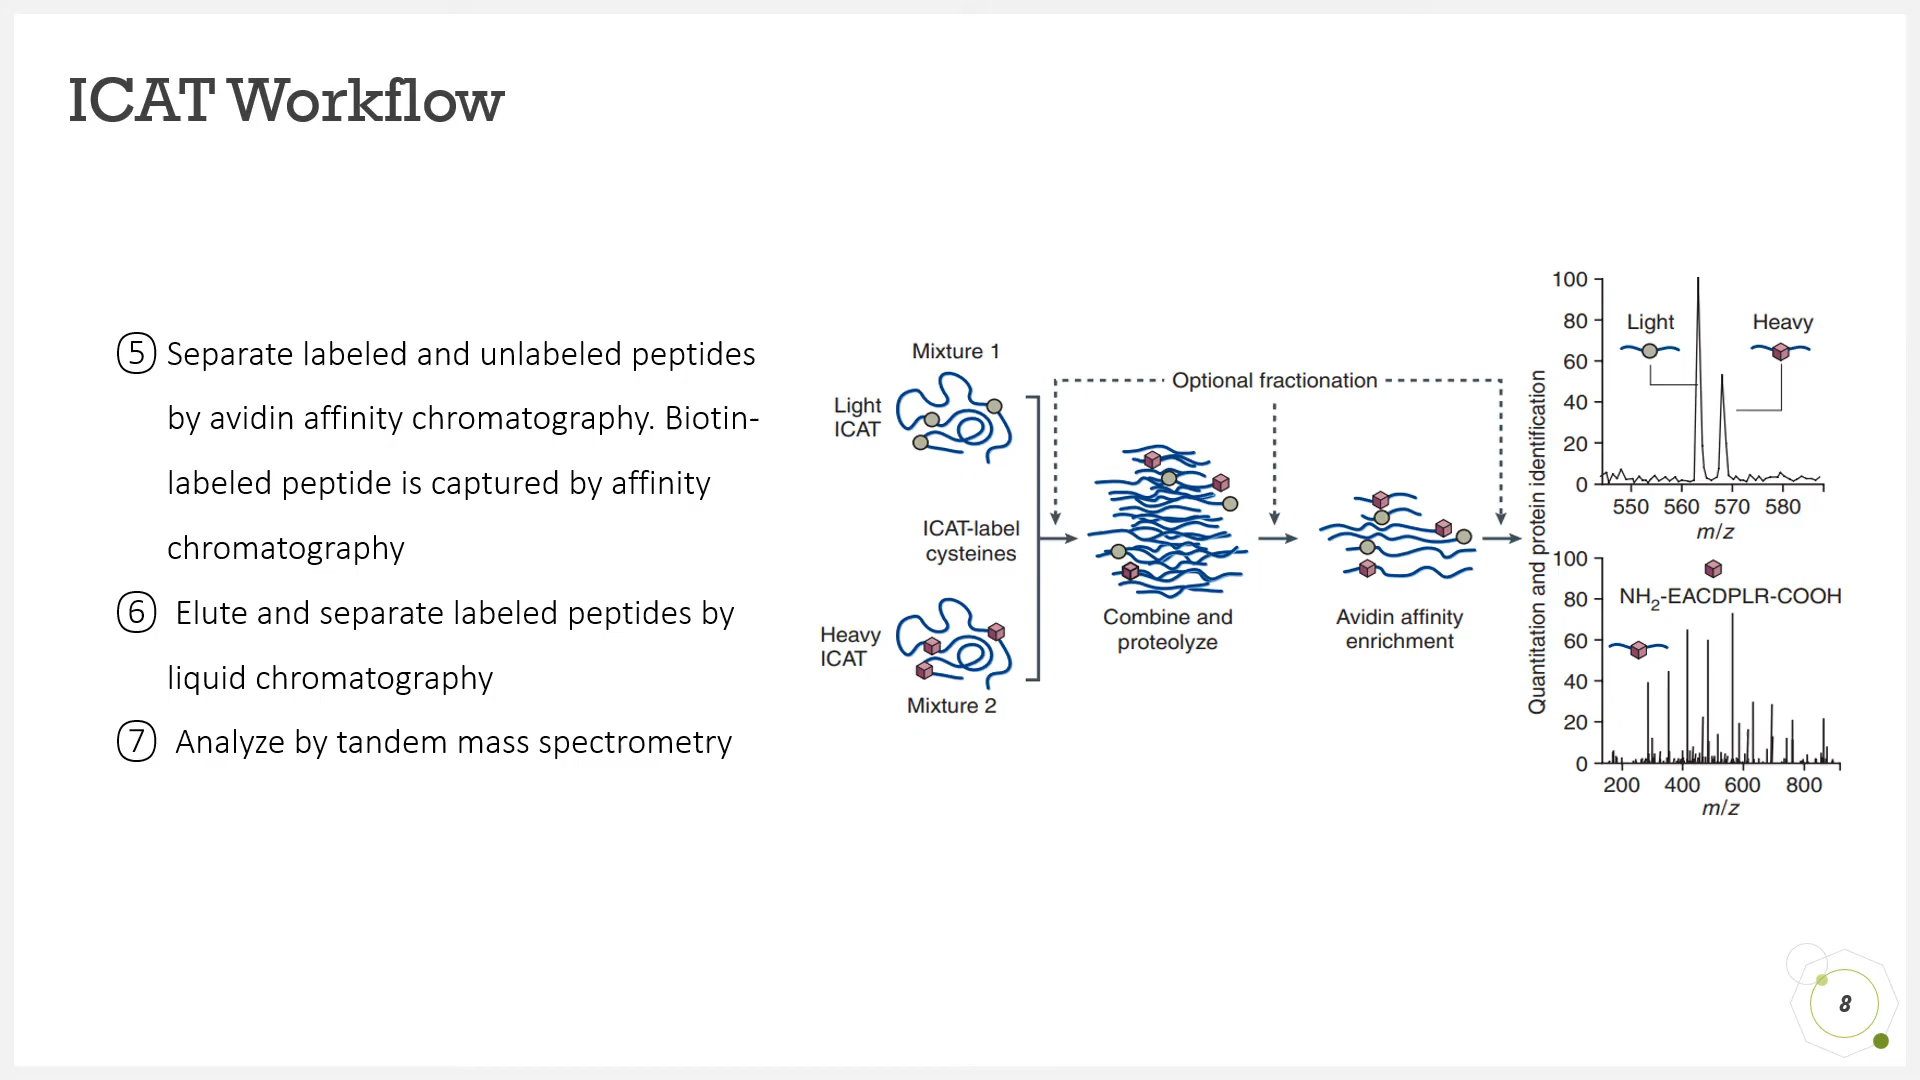 ICAT Workflow
⑤ Separate labeled and unlabeled peptides
by avidin affinity chromatography. Biotin-
labeled peptide is captured by affinity
chromatography
⑥ Elute and separate labeled peptides by
liquid chromatography
⑦ Analyze by tandem mass spectrometry
Mixture 1
Light
ICAT
ICAT-label
cysteines
Heavy
ICAT
Mixture 2
Optional fractionation
Combine and
proteolyze
Avidin affinity
enrichment
Quantitation and protein identification
100
80
60
40
20
0
Light
Heavy
550 560 570 580
m/z
100
80
60
40
20
0
NH₂-EACDPLR-COOH
200 400 600 800
m/z
8